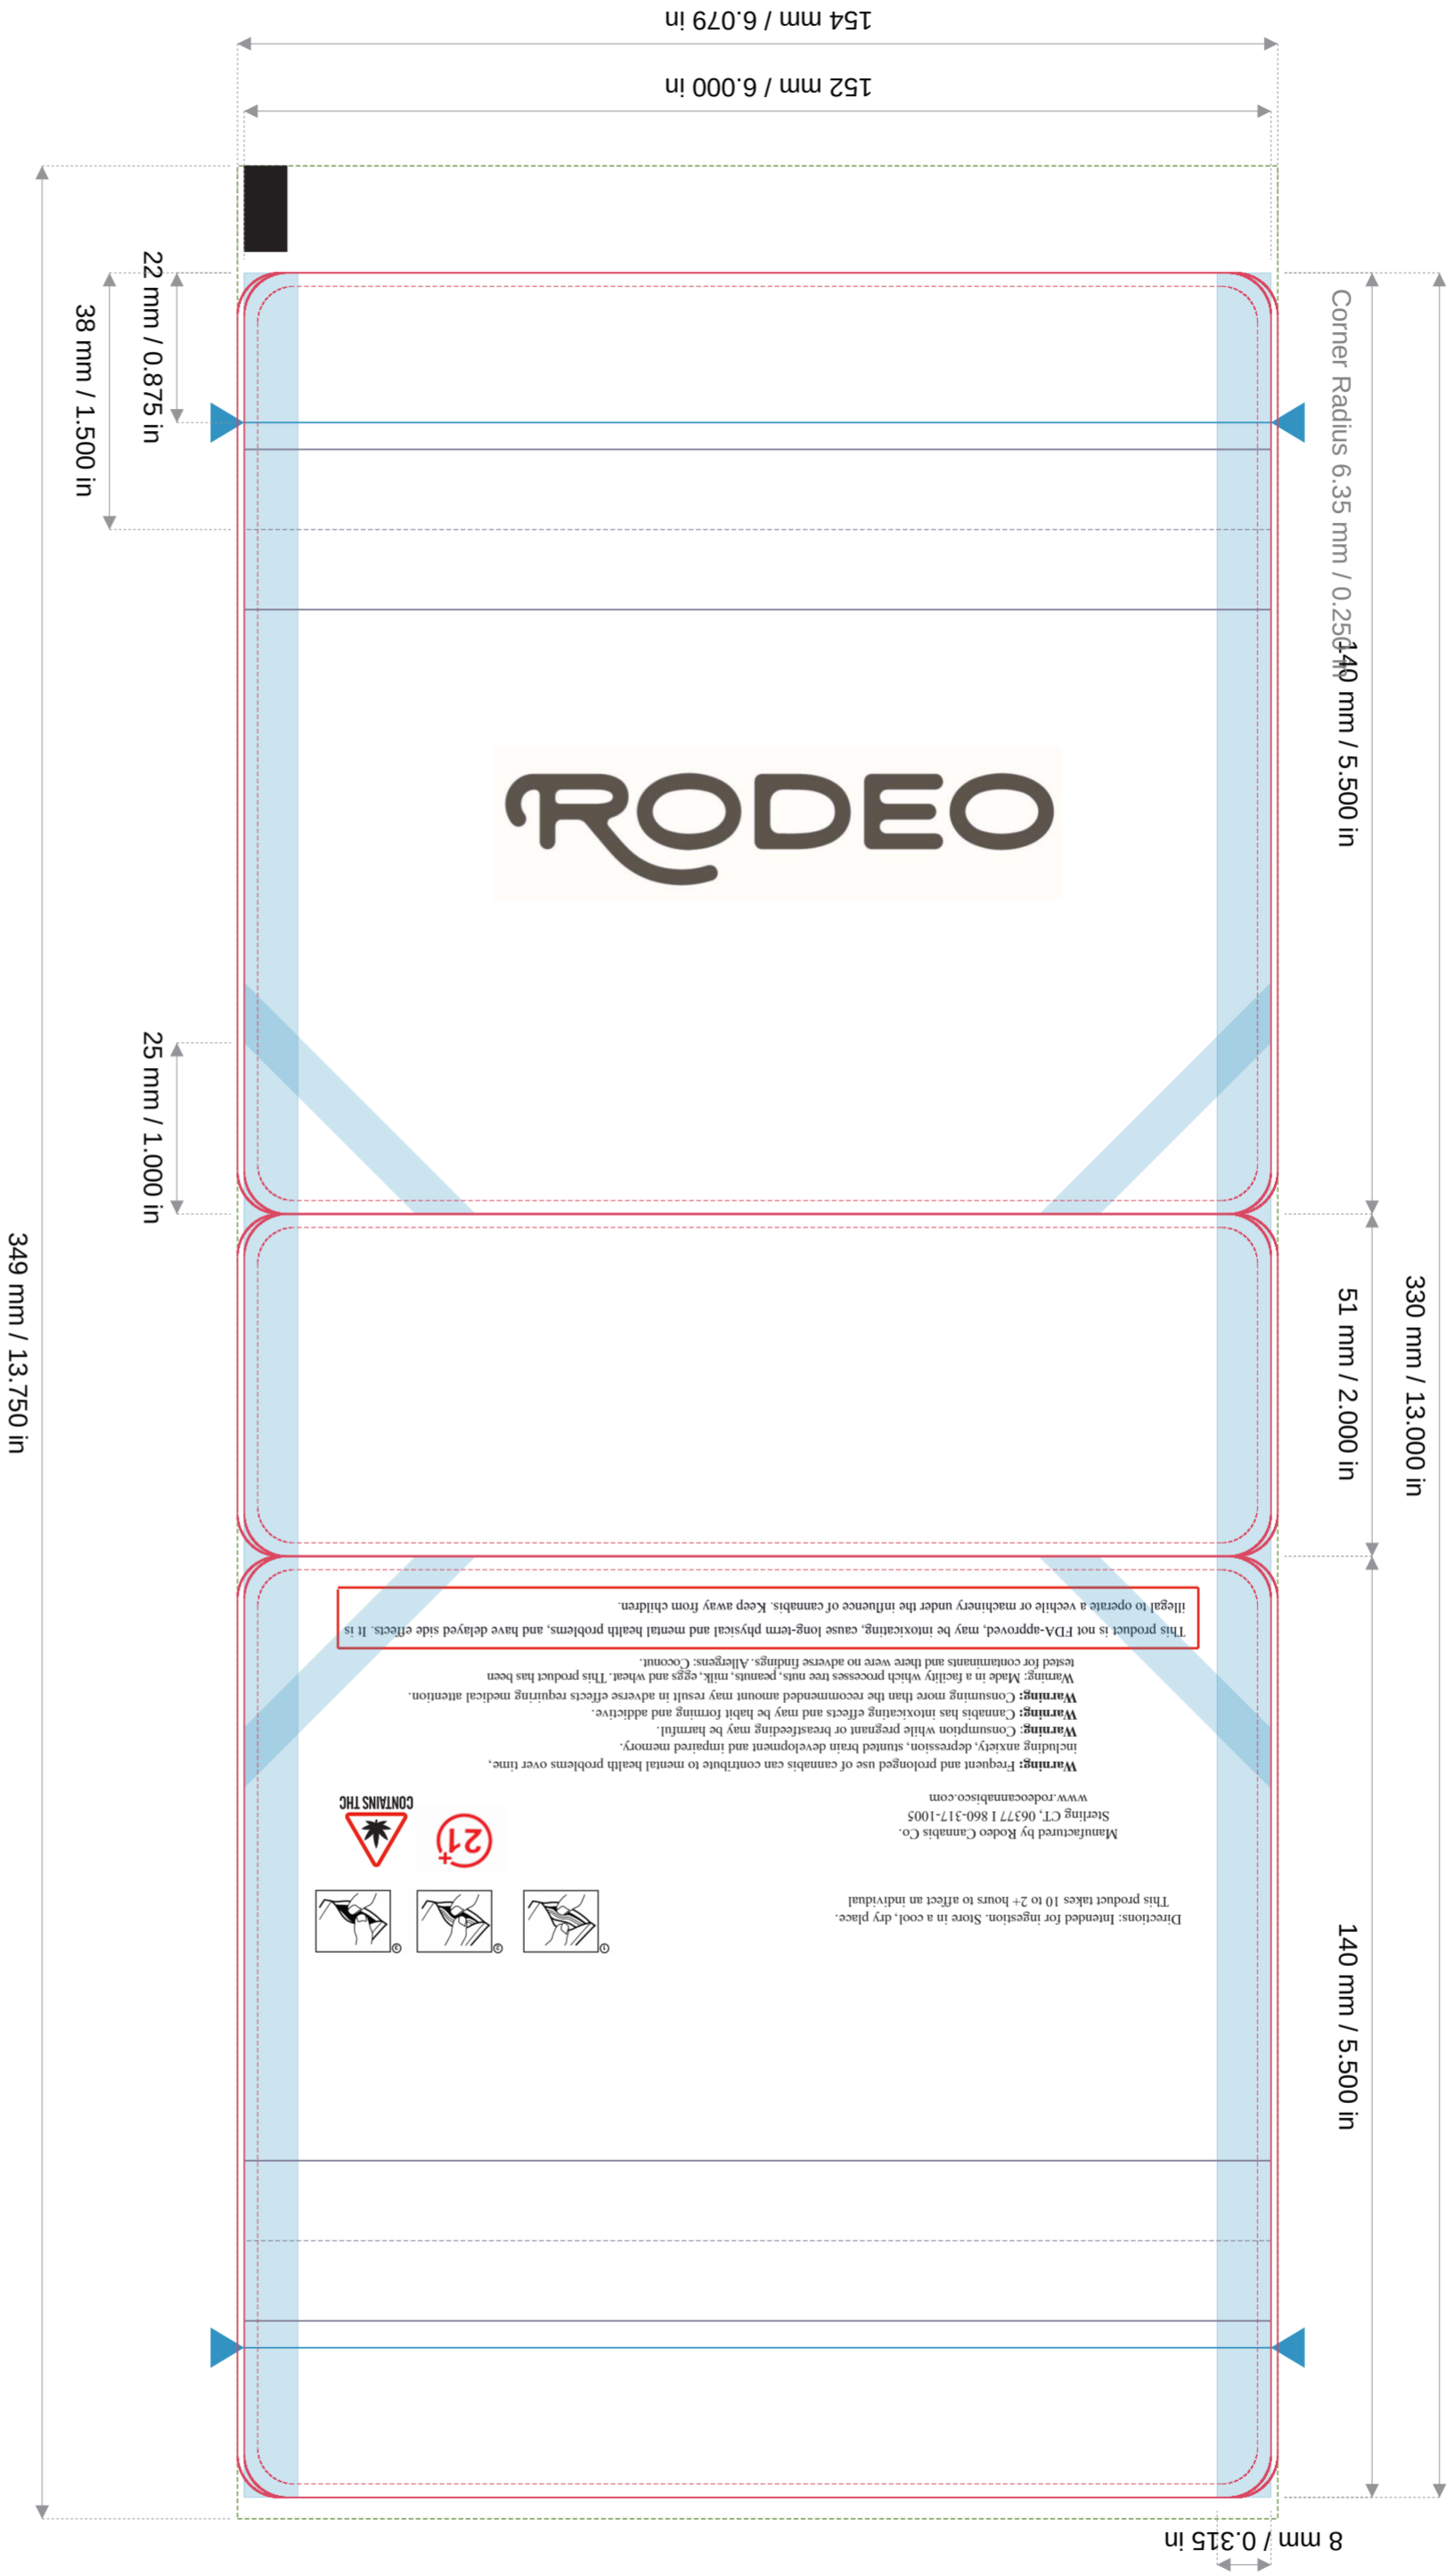 154 mm / 6.079 in
152 mm / 6.000 in
22 mm / 0.875 in
38 mm / 1.500 in
Corner Radius 6.35 mm / 0.250 in
140 mm / 5.500 in
RODEO
25 mm / 1.000 in
349 mm / 13.750 in
51 mm / 2.000 in
330 mm / 13.000 in
140 mm / 5.500 in
8 mm / 0.315 in
Directions: Intended for ingestion. Store in a cool, dry place.
This product takes 10 to 2+ hours to affect an individual
1
2
3
Manufactured by Rodeo Cannabis Co.
Sterling CT, 06377 I 860-317-1005
www.rodeocannabisco.com
21+
CONTAINS THC
Warning: Frequent and prolonged use of cannabis can contribute to mental health problems over time,
including anxiety, depression, stunted brain development and impaired memory.
Warning: Consumption while pregnant or breastfeeding may be harmful.
Warning: Cannabis has intoxicating effects and may be habit forming and addictive.
Warning: Consuming more than the recommended amount may result in adverse effects requiring medical attention.
Warning: Made in a facility which processes tree nuts, peanuts, milk, eggs and wheat. This product has been
tested for contaminants and there were no adverse findings. Allergens: Coconut.
This product is not FDA-approved, may be intoxicating, cause long-term physical and mental health problems, and have delayed side effects. It is
illegal to operate a vechile or machinery under the influence of cannabis. Keep away from children.